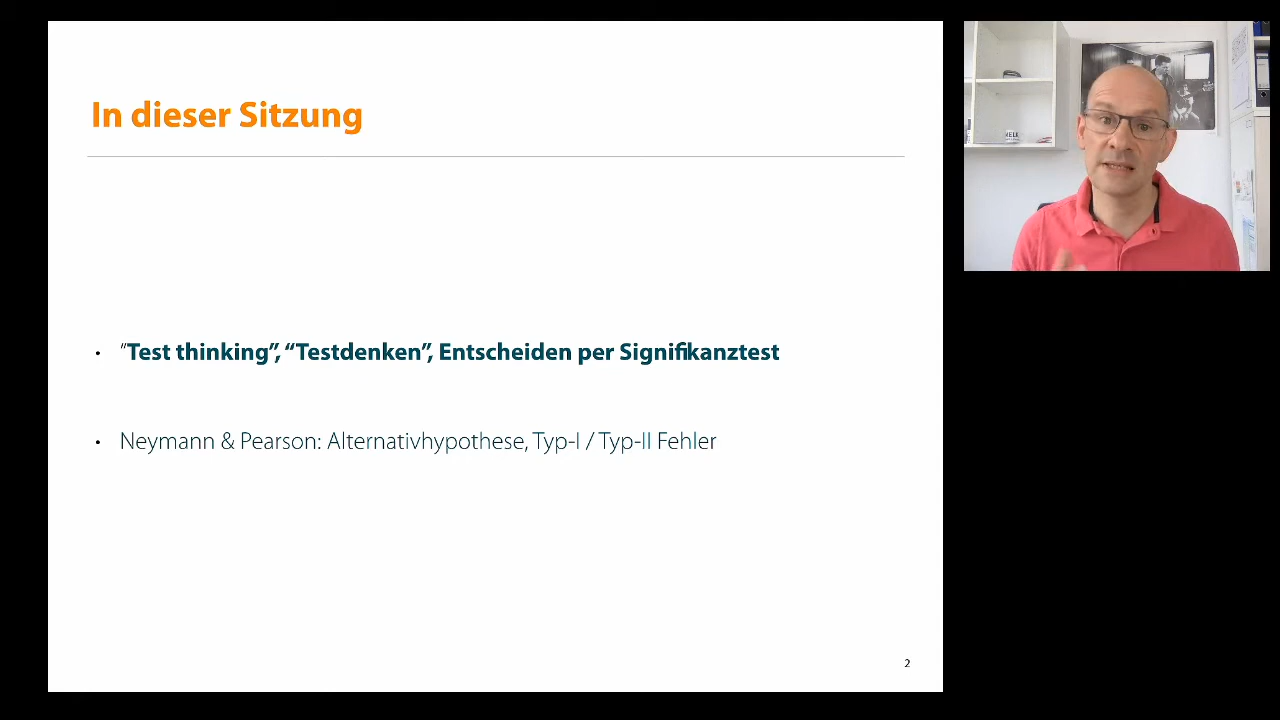 In dieser Sitzung
• “Test thinking”, “Testdenken”, Entscheiden per Signifikanztest
• Neymann & Pearson: Alternativhypothese, Typ-I / Typ-II Fehler
2